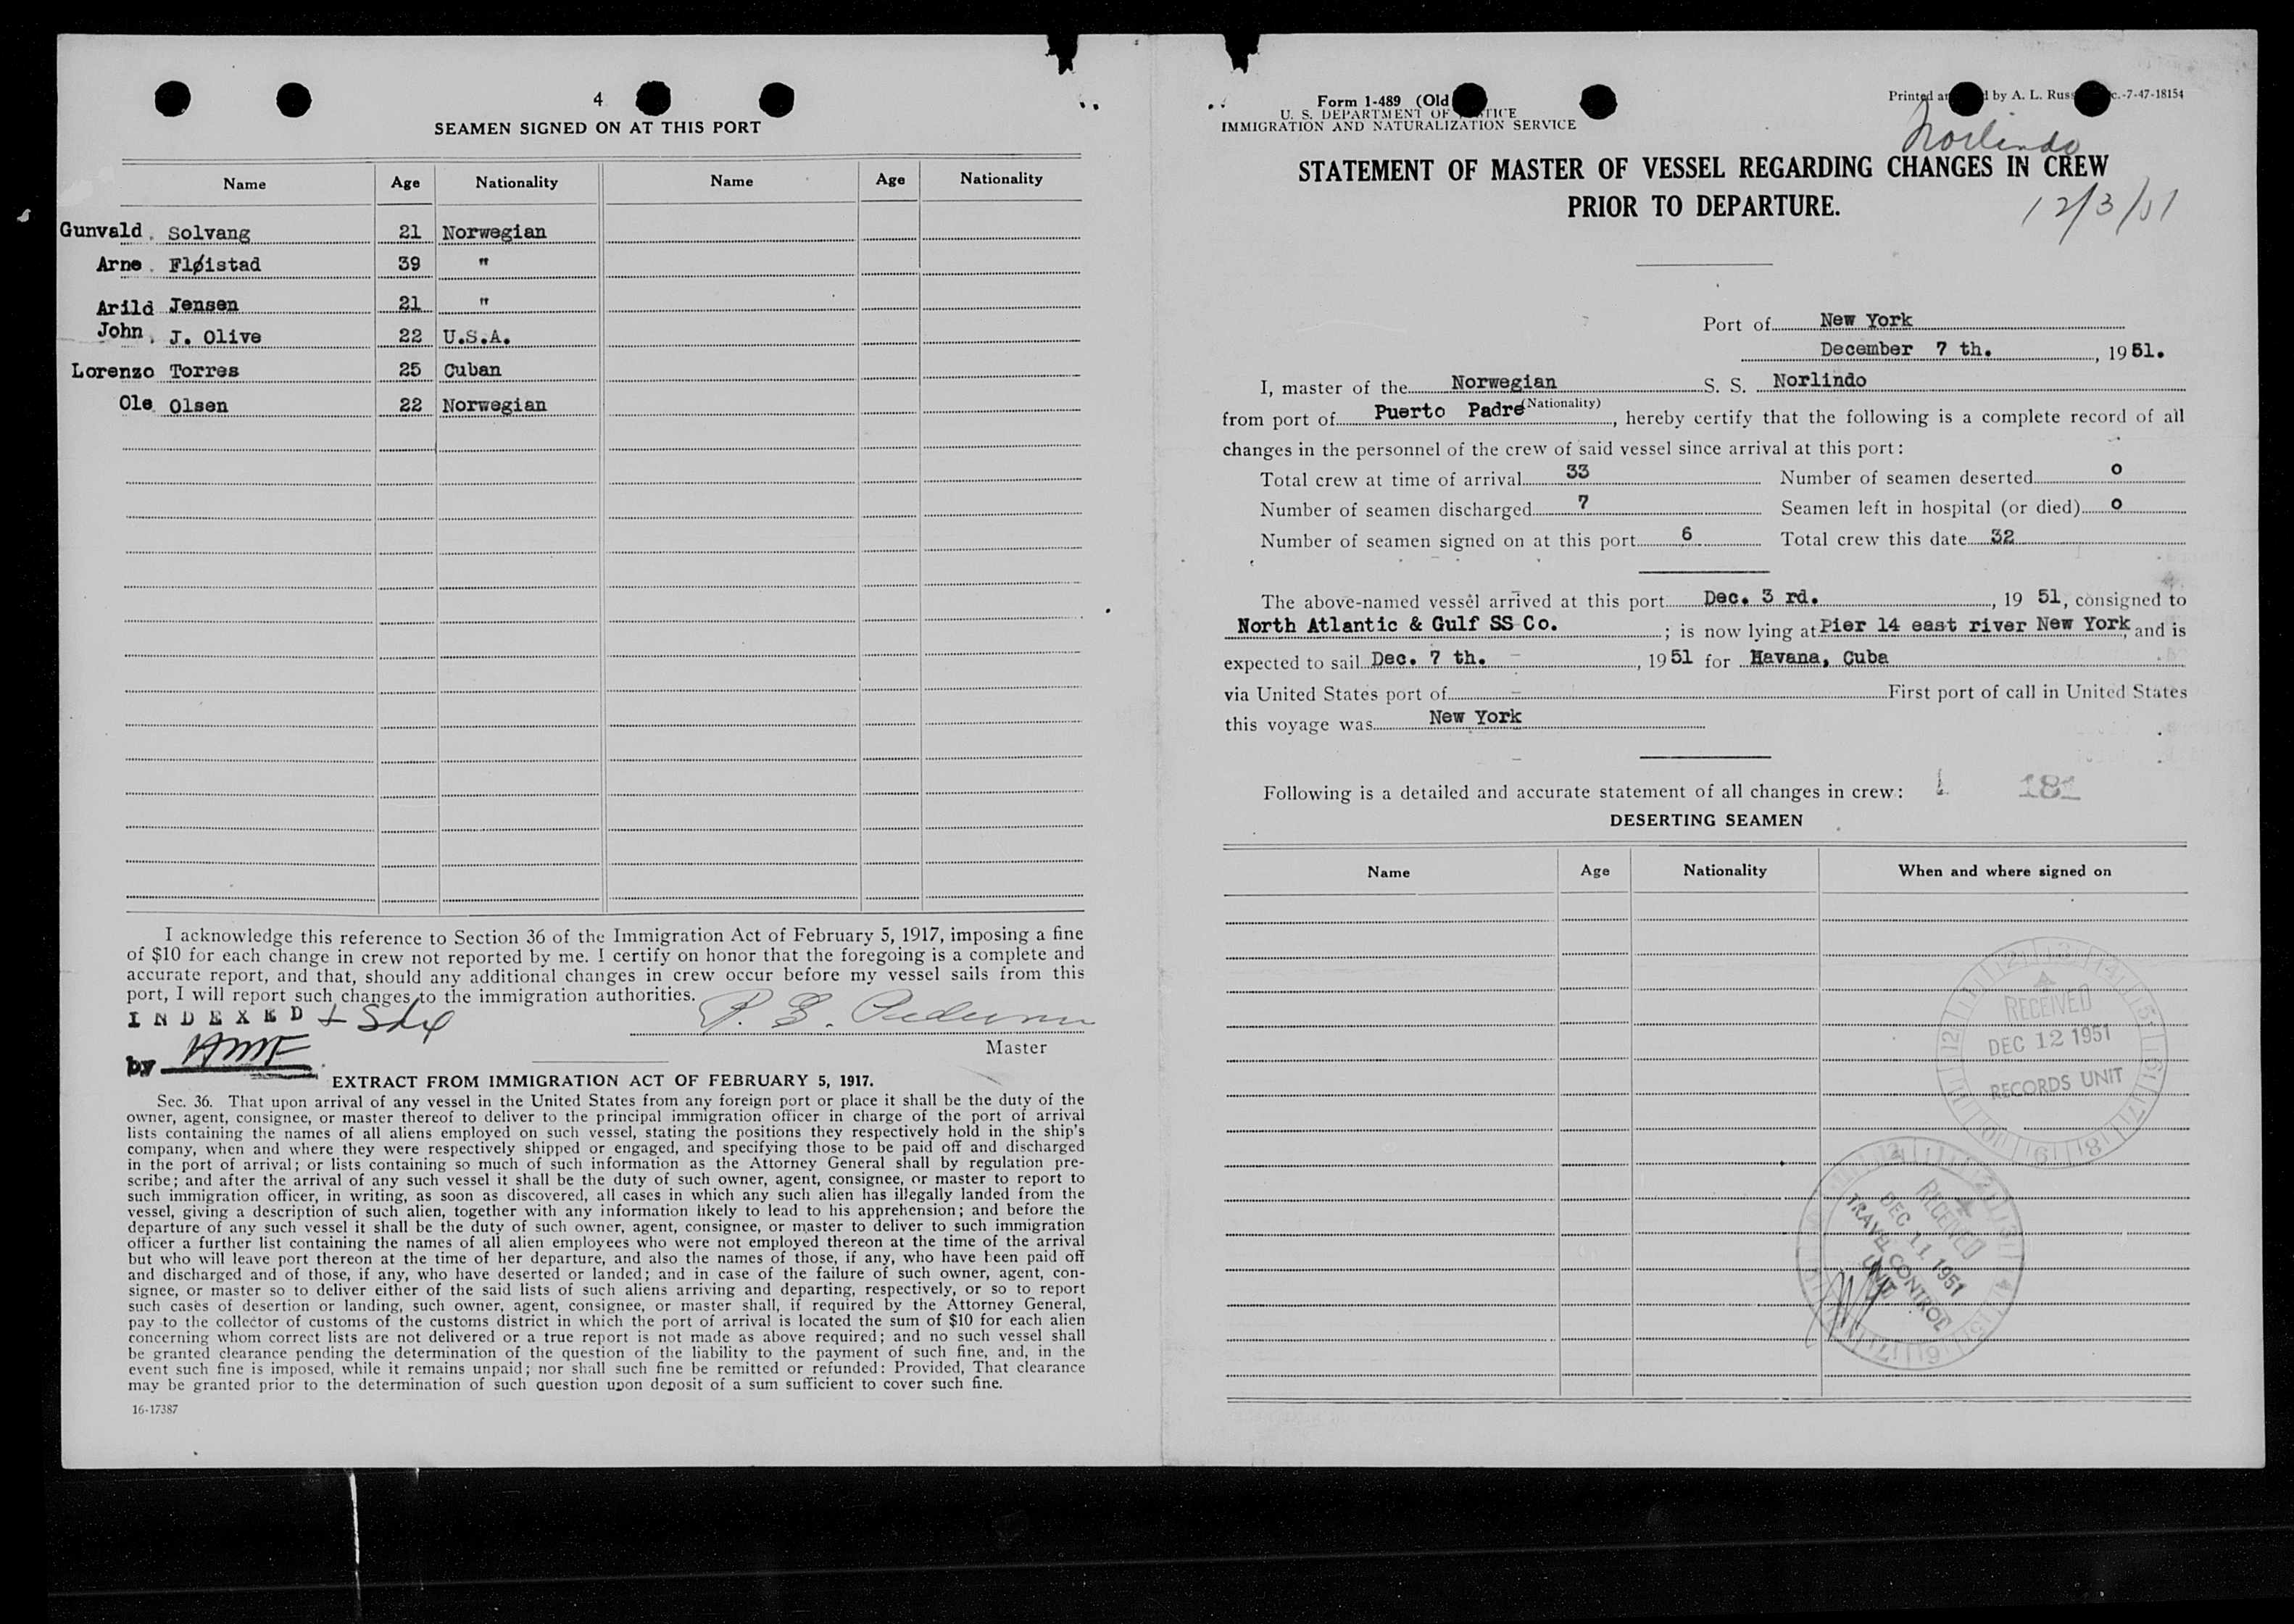 4
SEAMEN SIGNED ON AT THIS PORT
Name Age Nationality Name Age Nationality
Gunvald Solvang 21 Norwegian
Arne Fløistad 39 "
Arild Jensen 21 "
John J. Olive 22 U.S.A.
Lorenzo Torres 25 Cuban
Ole Olsen 22 Norwegian
I acknowledge this reference to Section 36 of the Immigration Act of February 5, 1917, imposing a fine
of $10 for each change in crew not reported by me. I certify on honor that the foregoing is a complete and
accurate report, and that, should any additional changes in crew occur before my vessel sails from this
port, I will report such changes to the immigration authorities.
INDEXED
by
Master
EXTRACT FROM IMMIGRATION ACT OF FEBRUARY 5, 1917.
Sec. 36. That upon arrival of any vessel in the United States from any foreign port or place it shall be the duty of the
owner, agent, consignee, or master thereof to deliver to the principal immigration officer in charge of the port of arrival
lists containing the names of all aliens employed on such vessel, stating the positions they respectively hold in the ship's
company, when and where they were respectively shipped or engaged, and specifying those to be paid off and discharged
in the port of arrival; or lists containing so much of such information as the Attorney General shall by regulation pre-
scribe; and after the arrival of any such vessel it shall be the duty of such owner, agent, consignee, or master to report to
such immigration officer, in writing, as soon as discovered, all cases in which any such alien has illegally landed from the
vessel, giving a description of such alien, together with any information likely to lead to his apprehension; and before the
departure of any such vessel it shall be the duty of such owner, agent, consignee, or master to deliver to such immigration
officer a further list containing the names of all alien employees who were not employed thereon at the time of the arrival
but who will leave port thereon at the time of her departure, and also the names of those, if any, who have been paid off
and discharged and of those, if any, who have deserted or landed; and in case of the failure of such owner, agent, con-
signee, or master so to deliver either of the said lists of such aliens arriving and departing, respectively, or so to report
such cases of desertion or landing, such owner, agent, consignee, or master shall, if required by the Attorney General,
pay to the collector of customs of the customs district in which the port of arrival is located the sum of $10 for each alien
concerning whom correct lists are not delivered or a true report is not made as above required; and no such vessel shall
be granted clearance pending the determination of the question of the liability to the payment of such fine, and, in the
event such fine is imposed, while it remains unpaid; nor shall such fine be remitted or refunded: Provided, That clearance
may be granted prior to the determination of such question upon deposit of a sum sufficient to cover such fine.
16-17387
Form 1-489 (Old
U. S. DEPARTMENT OF
IMMIGRATION AND NATURALIZATION SERVICE
Printed by A. L. 7-47-18154
Norlindo
STATEMENT OF MASTER OF VESSEL REGARDING CHANGES IN CREW
PRIOR TO DEPARTURE.
12/3/51
Port of New York
December 7 th., 1951.
I, master of the Norwegian S. S. Norlindo
(Nationality)
from port of Puerto Padre, hereby certify that the following is a complete record of all
changes in the personnel of the crew of said vessel since arrival at this port:
Total crew at time of arrival 33 Number of seamen deserted 0
Number of seamen discharged 7 Seamen left in hospital (or died) 0
Number of seamen signed on at this port 6 Total crew this date 32
The above-named vessel arrived at this port Dec. 3 rd., 19 51, consigned to
North Atlantic & Gulf SS Co.; is now lying at Pier 14 east river New York, and is
expected to sail Dec. 7 th., 1951 for Havana, Cuba
via United States port of First port of call in United States
this voyage was New York
Following is a detailed and accurate statement of all changes in crew: 181
DESERTING SEAMEN
Name Age Nationality When and where signed on
RECEIVED
DEC 12 1951
RECORDS UNIT
RECEIVED
DEC 11 1951
TRAVEL CONTROL
UNIT